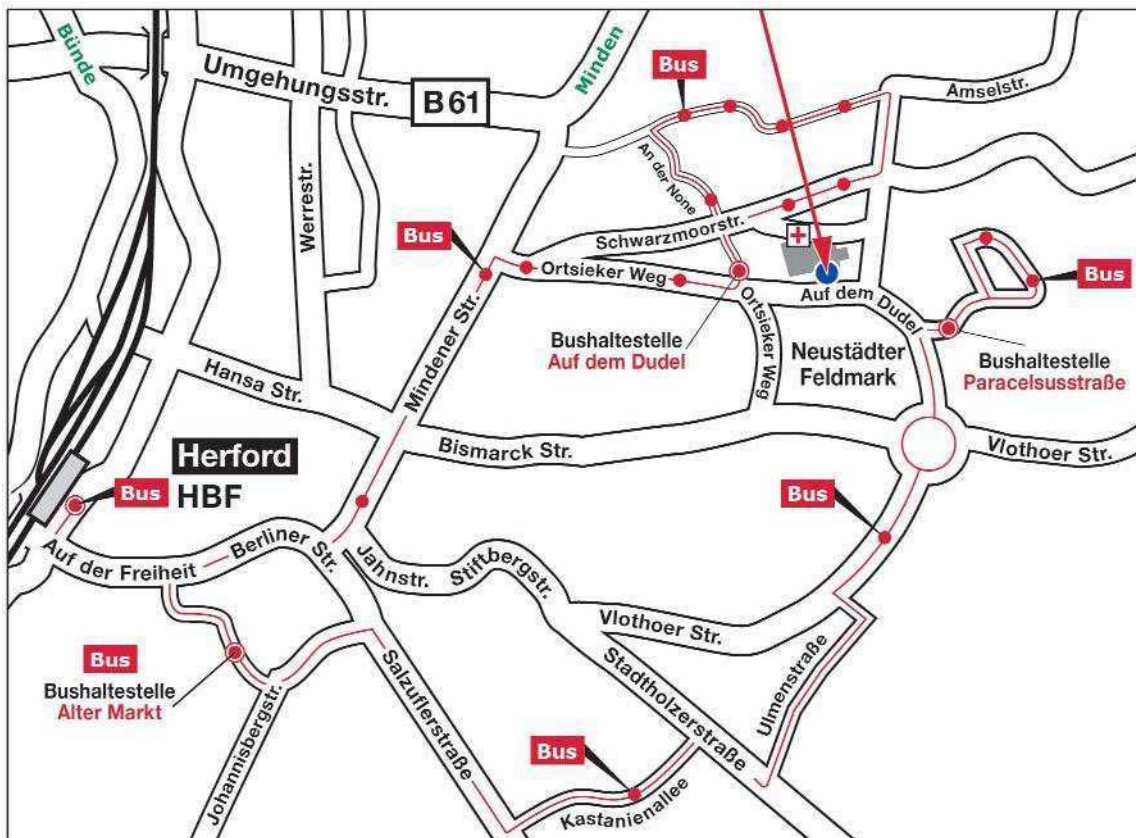 Bünde
Umgehungsstr.
B 61
Minden
Bus
Amselstr.
An der None
Werrestr.
Bus
Schwarzmoorstr.
Ortsieker Weg
Mindener Str.
Auf dem Dudel
Bus
Bushaltestelle
Auf dem Dudel
Ortsieker Weg
Neustädter
Feldmark
Bushaltestelle
Paracelsusstraße
Hansa Str.
Bismarck Str.
Vlothoer Str.
Herford
HBF
Bus
Bus
Auf der Freiheit
Berliner Str.
Jahnstr.
Stiftbergstr.
Vlothoer Str.
Bus
Bushaltestelle
Alter Markt
Johannisbergstr.
Salzuflerstraße
Stadtholzerstraße
Ulmenstraße
Bus
Kastanienallee